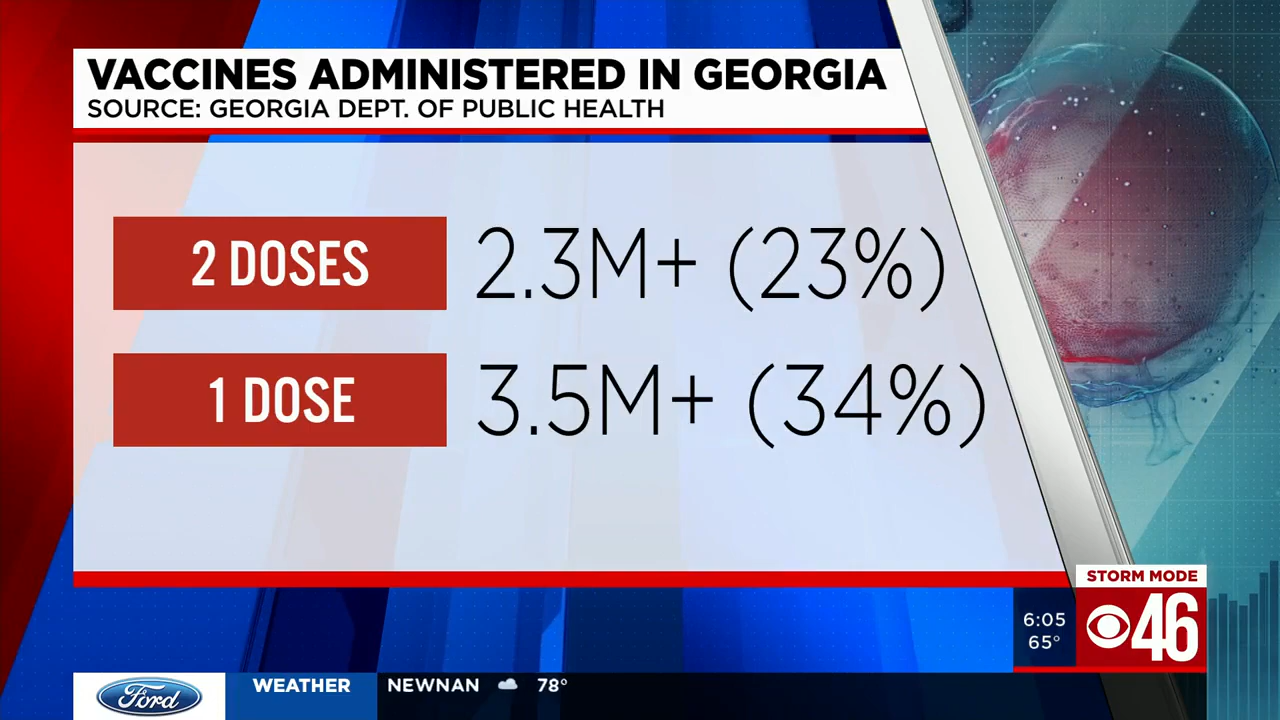 VACCINES ADMINISTERED IN GEORGIA
SOURCE: GEORGIA DEPT. OF PUBLIC HEALTH
2 DOSES 2.3M+ (23%)
1 DOSE 3.5M+ (34%)
STORM MODE
6:05
65°
46
Ford WEATHER NEWNAN 78°